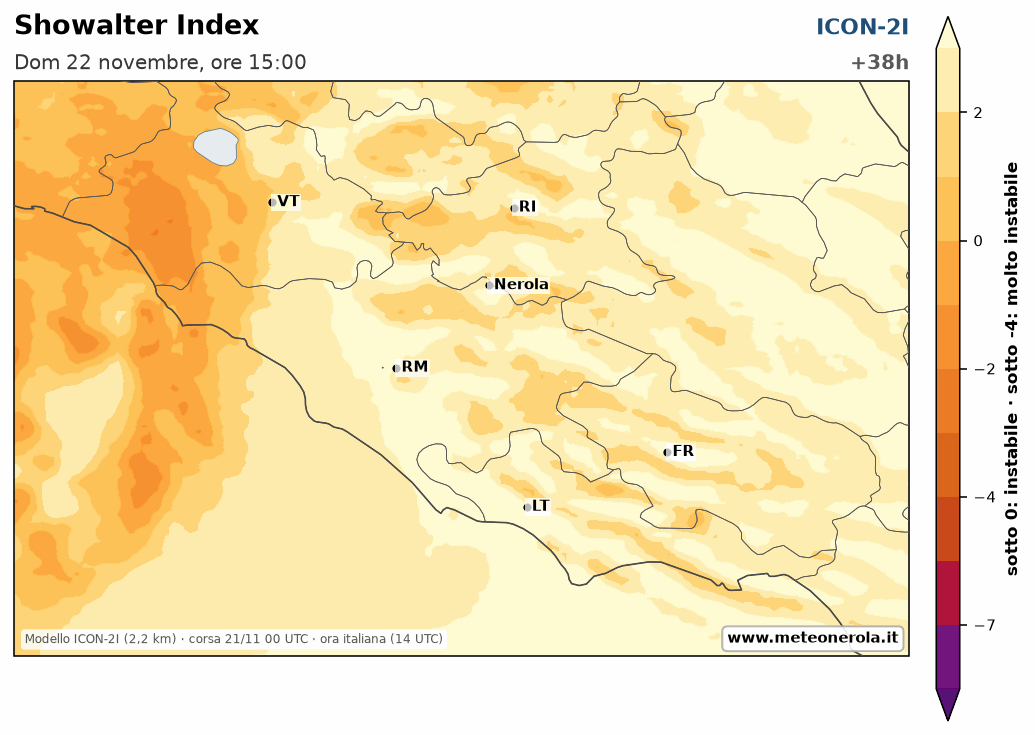 Showalter Index
ICON-2I
Dom 22 novembre, ore 15:00
+38h
VT
RI
Nerola
RM
FR
LT
Modello ICON-2I (2,2 km) · corsa 21/11 00 UTC · ora italiana (14 UTC)
www.meteonerola.it
2
0
−2
−4
−7
sotto 0: instabile · sotto -4: molto instabile